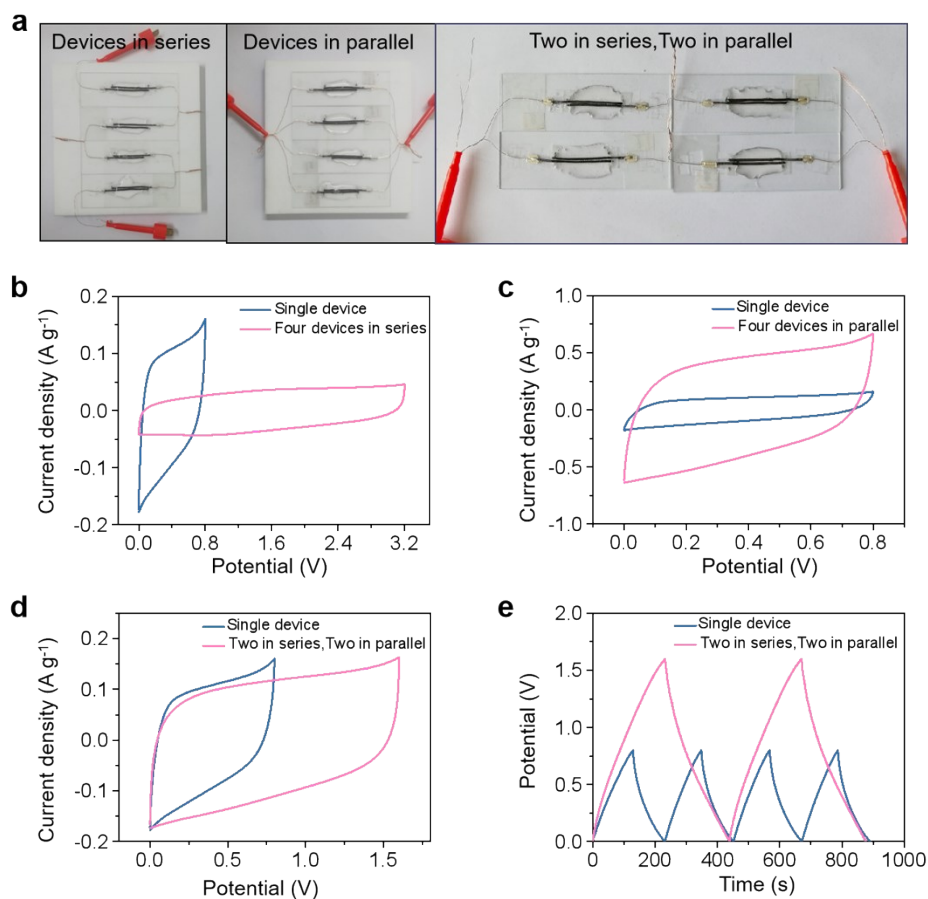 a
Devices in series
Devices in parallel
Two in series,Two in parallel
b
0.2
0.1
0.0
-0.1
-0.2
Current density (A g⁻¹)
Single device
Four devices in series
0.0
0.8
1.6
2.4
3.2
Potential (V)
c
1.0
0.5
0.0
-0.5
-1.0
Current density (A g⁻¹)
Single device
Four devices in parallel
0.0
0.2
0.4
0.6
0.8
Potential (V)
d
0.2
0.1
0.0
-0.1
-0.2
Current density (A g⁻¹)
Single device
Two in series,Two in parallel
0.0
0.5
1.0
1.5
Potential (V)
e
2.0
1.5
1.0
0.5
0.0
Potential (V)
Single device
Two in series,Two in parallel
0
200
400
600
800
1000
Time (s)